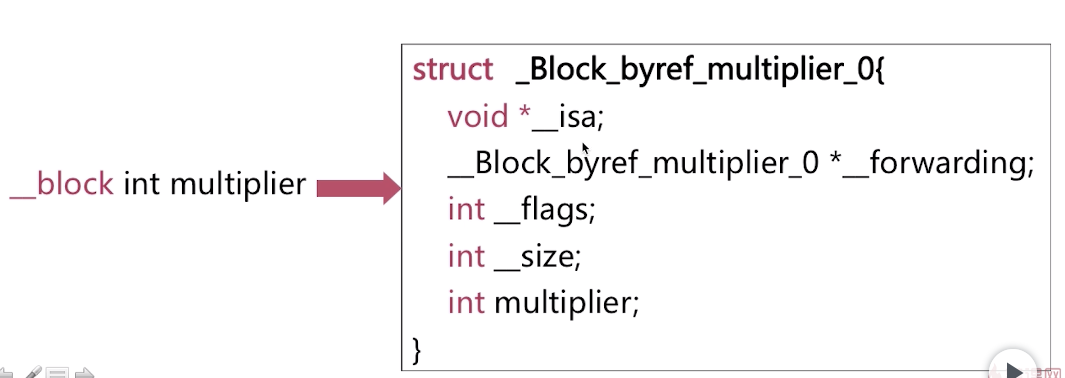 struct _Block_byref_multiplier_0{
void *__isa;
__Block_byref_multiplier_0 *__forwarding;
__block int multiplier
int __flags;
int __size;
int multiplier;
}